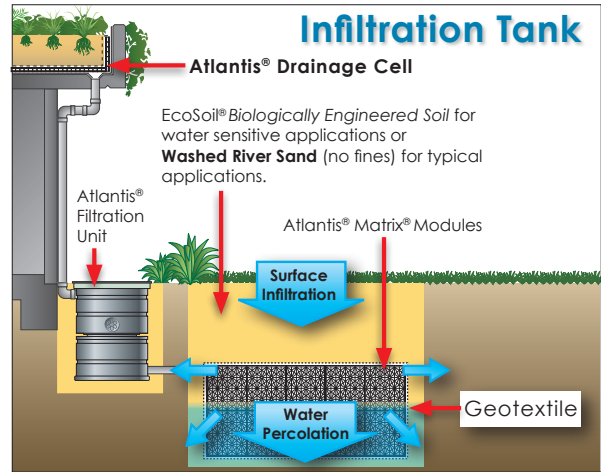 Infiltration Tank
Atlantis® Drainage Cell
EcoSoil® Biologically Engineered Soil for
water sensitive applications or
Washed River Sand (no fines) for typical
applications.
Atlantis®
Filtration
Unit
Atlantis® Matrix® Modules
Surface
Infiltration
Geotextile
Water
Percolation